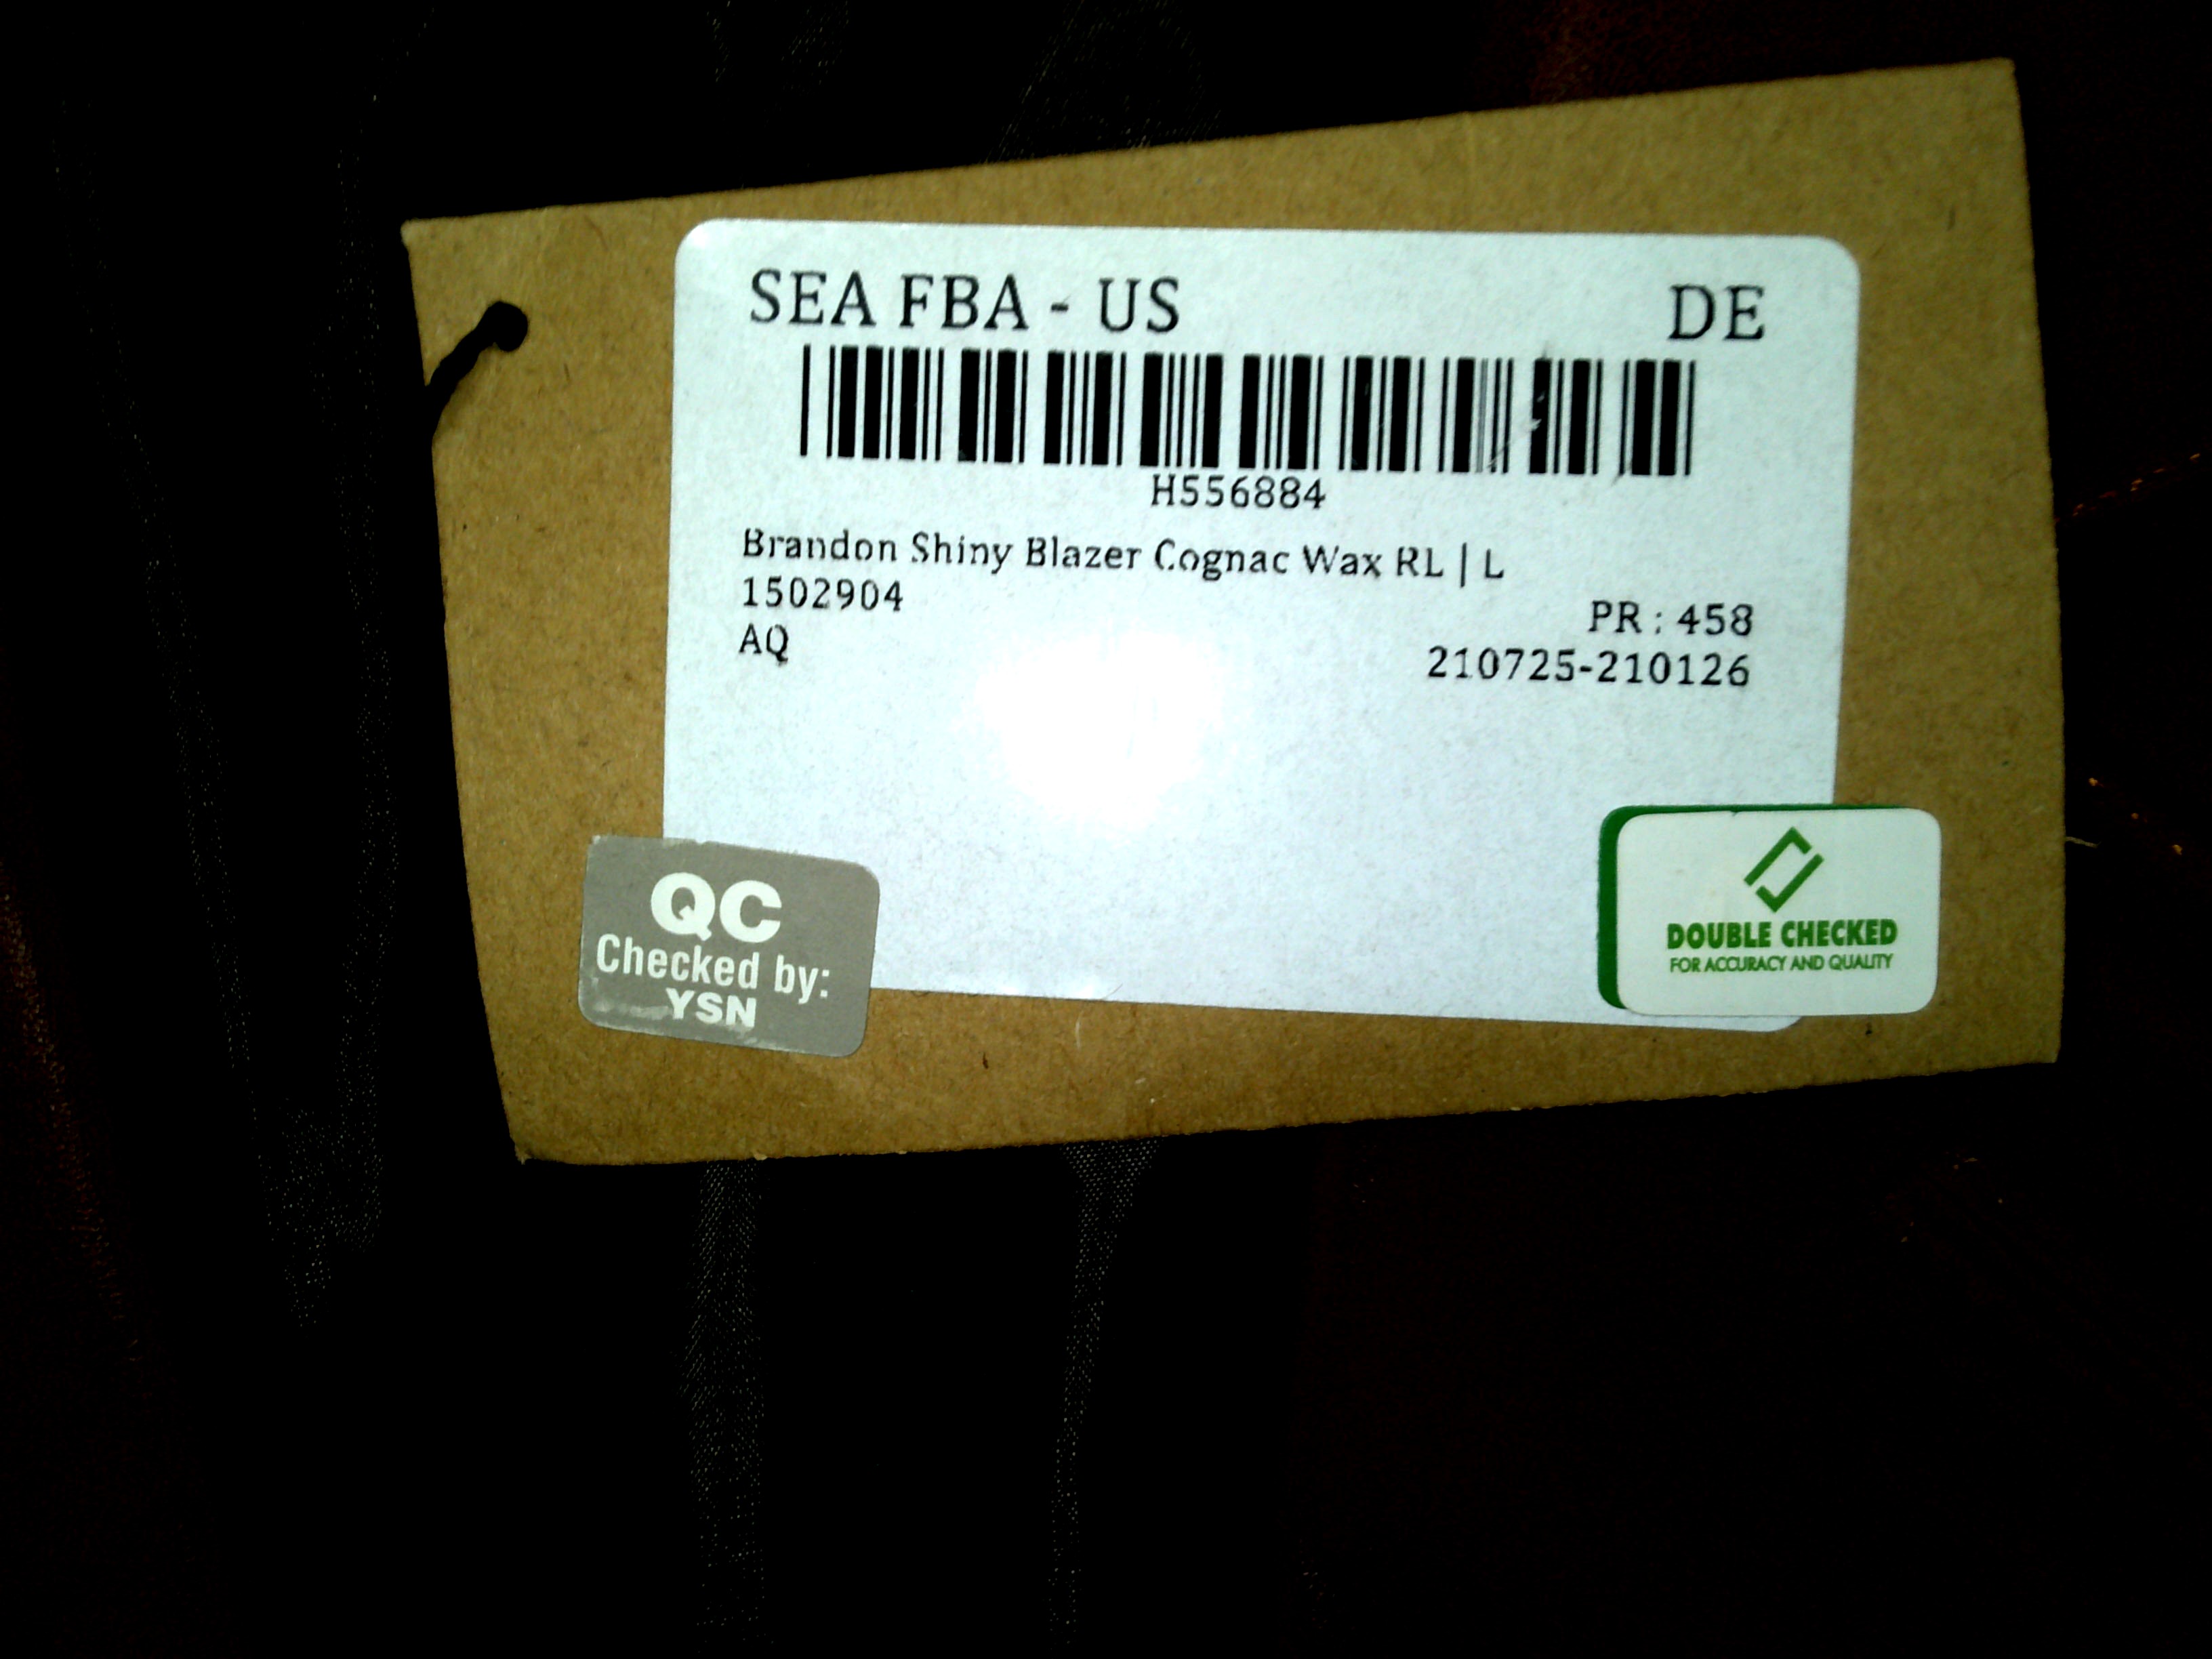 SEA FBA - US DE
H556884
Brandon Shiny Blazer Cognac Wax RL | L
1502904
PR : 458
AQ
210725-210126
QC
Checked by:
YSN
DOUBLE CHECKED
FOR ACCURACY AND QUALITY